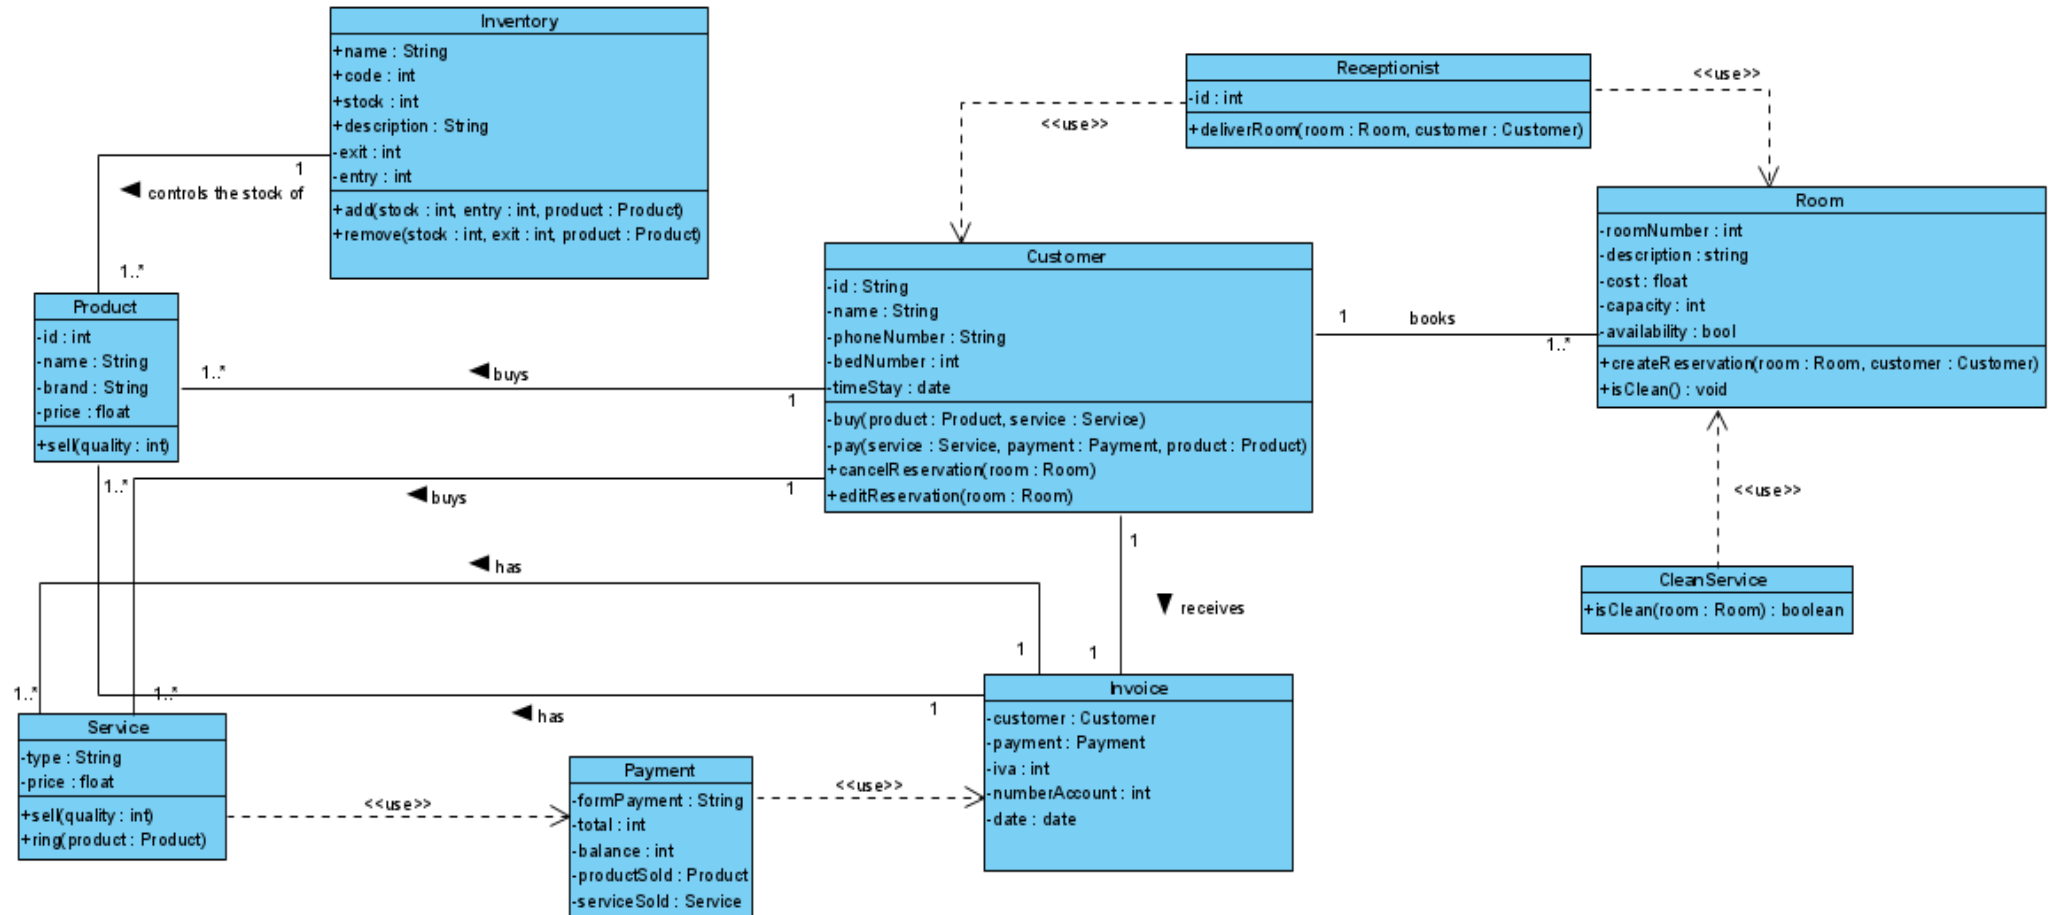 Inventory
+name : String
+code : int
+stock : int
+description : String
-exit : int
-entry : int
+add(stock : int, entry : int, product : Product)
+remove(stock : int, exit : int, product : Product)
Receptionist
-id : int
+deliverRoom(room : Room, customer : Customer)
<<use>>
<<use>>
1
controls the stock of
1..*
Room
-roomNumber : int
-description : string
-cost : float
-capacity : int
-availability : bool
+createReservation(room : Room, customer : Customer)
+isClean() : void
Customer
-id : String
-name : String
-phoneNumber : String
-bedNumber : int
-timeStay : date
-buy(product : Product, service : Service)
-pay(service : Service, payment : Payment, product : Product)
+cancelReservation(room : Room)
+editReservation(room : Room)
1
books
1..*
Product
-id : int
-name : String
-brand : String
-price : float
+sell(quality : int)
1..*
buys
1
1..*
buys
1
<<use>>
has
1
receives
CleanService
+isClean(room : Room) : boolean
1
1
1..*
1..*
has
1
Invoice
-customer : Customer
-payment : Payment
-iva : int
-numberAccount : int
-date : date
Service
-type : String
-price : float
+sell(quality : int)
+ring(product : Product)
<<use>>
Payment
-formPayment : String
-total : int
-balance : int
-productSold : Product
-serviceSold : Service
<<use>>